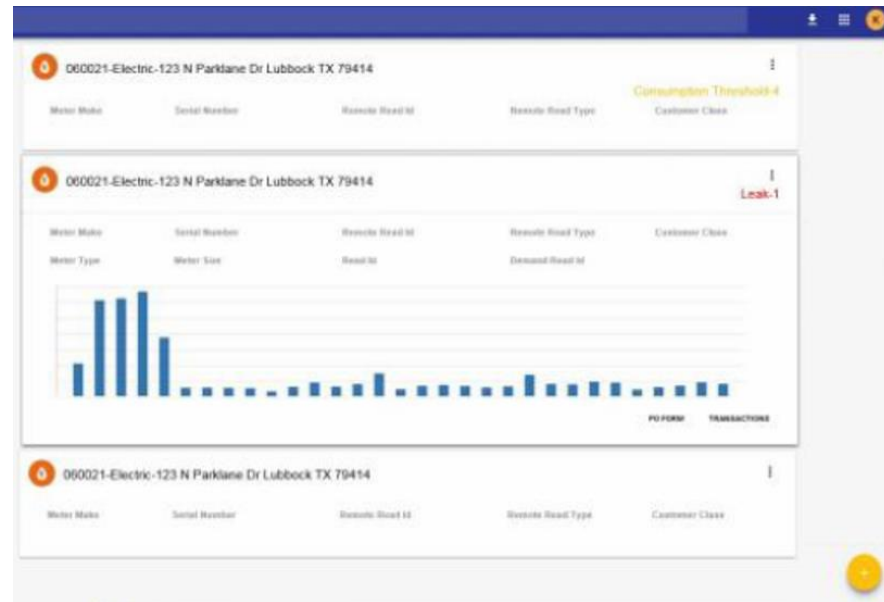 K
060021-Electric-123 N Parklane Dr Lubbock TX 79414
Consumption Threshold-4
Meter Make Serial Number Remote Read Id Remote Read Type Customer Class
060021-Electric-123 N Parklane Dr Lubbock TX 79414
Leak-1
Meter Make Serial Number Remote Read Id Remote Read Type Customer Class
Meter Type Meter Size Read Id Demand Read Id
PO FORM TRANSACTIONS
060021-Electric-123 N Parklane Dr Lubbock TX 79414
Meter Make Serial Number Remote Read Id Remote Read Type Customer Class